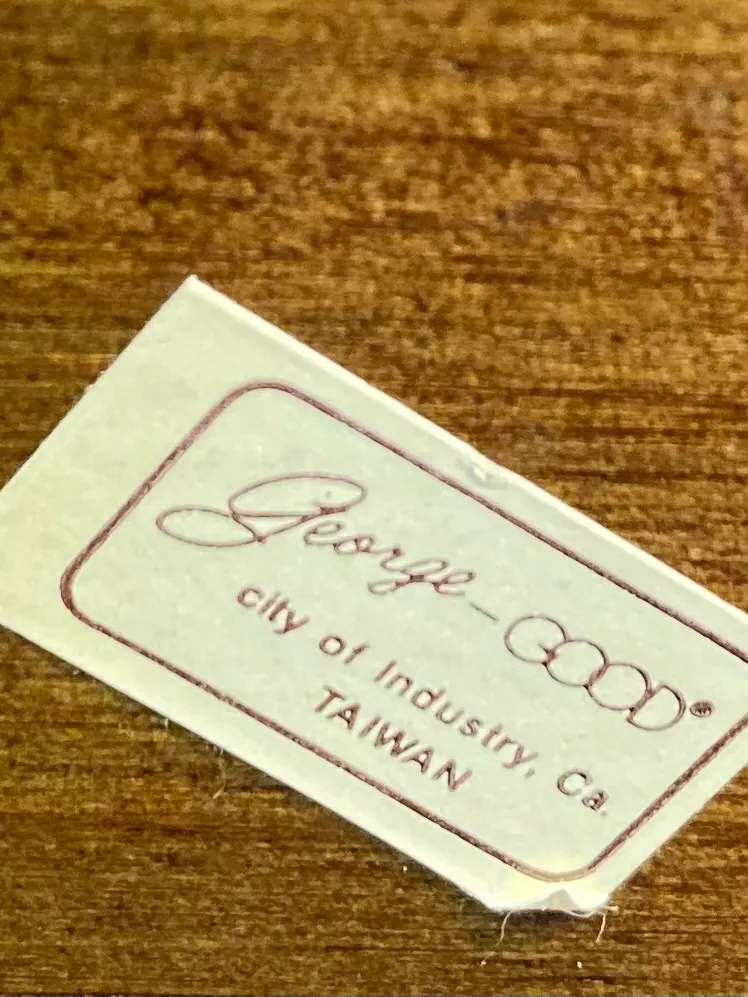 George-GOOD®
city of Industry, Ca.
TAIWAN